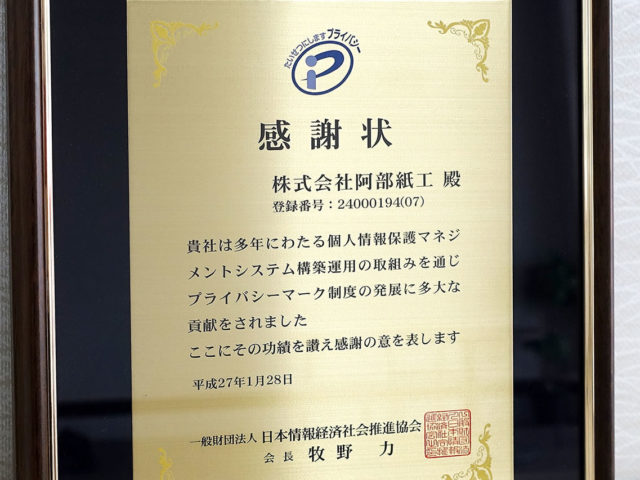 たいせつにしますプライバシー
感謝状
株式会社阿部紙工 殿
登録番号：24000194(07)
貴社は多年にわたる個人情報保護マネジ
メントシステム構築運用の取組みを通じ
プライバシーマーク制度の発展に多大な
貢献をされました
ここにその功績を讃え感謝の意を表します
平成27年1月28日
一般財団法人 日本情報経済社会推進協会
会長 牧野 力